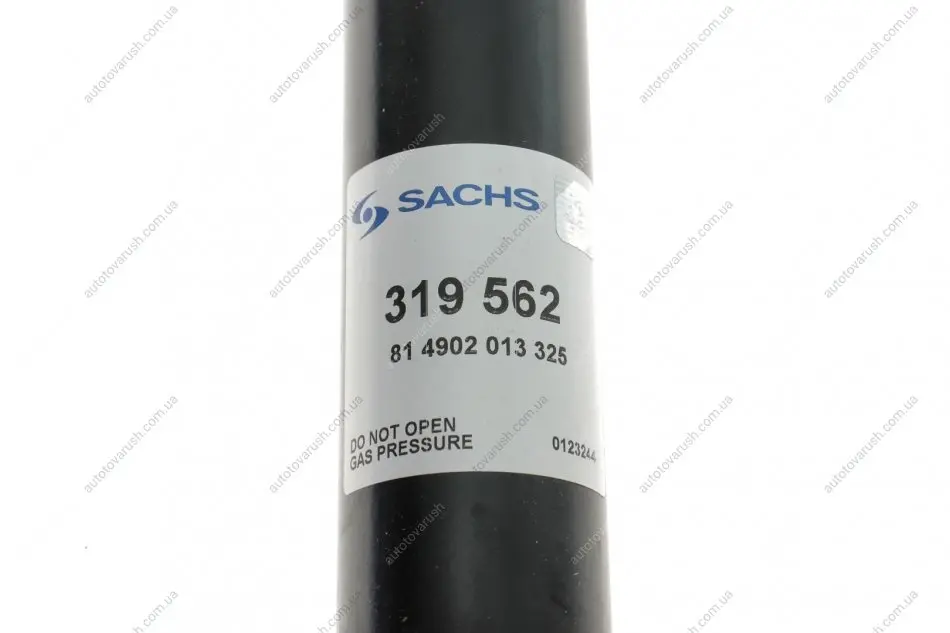 SACHS
319 562
81 4902 013 325
DO NOT OPEN
GAS PRESSURE
0123244
autotovarush.com.ua